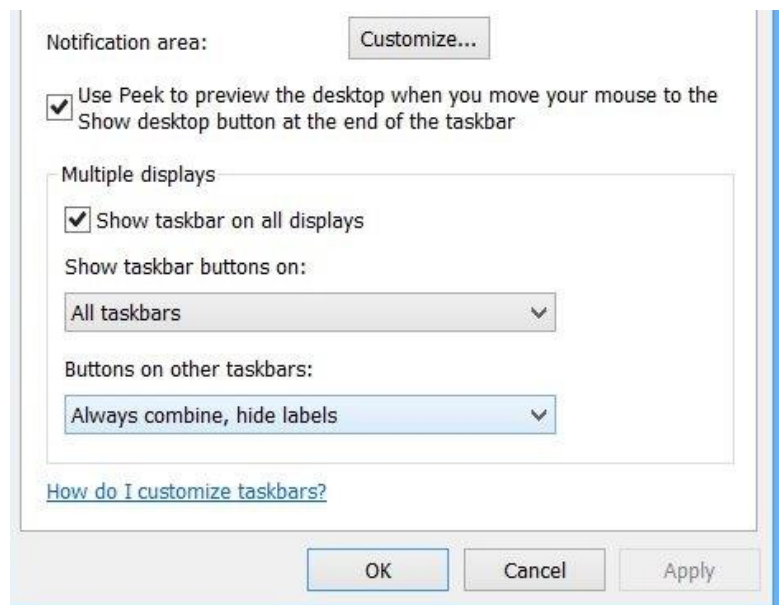 Notification area:
Customize...
Use Peek to preview the desktop when you move your mouse to the
Show desktop button at the end of the taskbar
Multiple displays
Show taskbar on all displays
Show taskbar buttons on:
All taskbars
Buttons on other taskbars:
Always combine, hide labels
How do I customize taskbars?
OK
Cancel
Apply